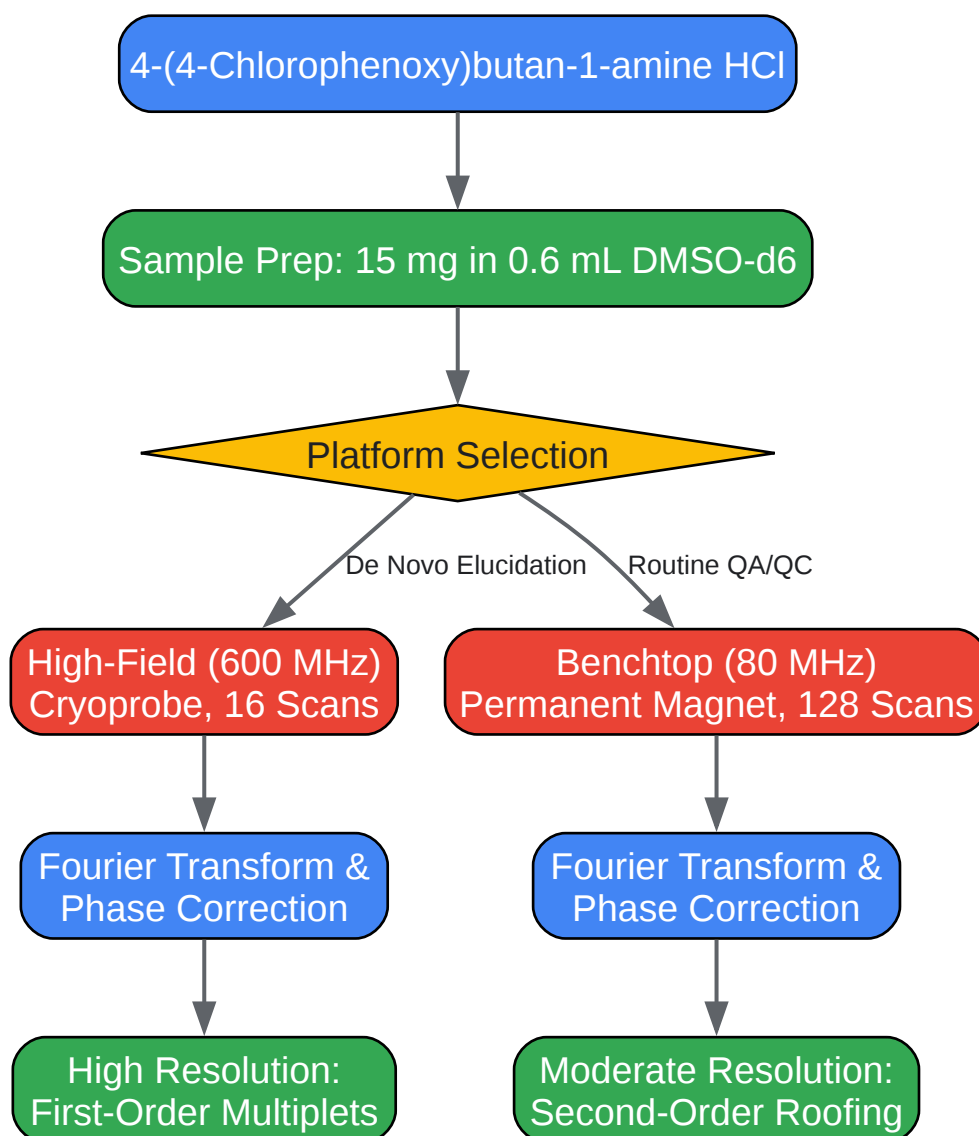 4-(4-Chlorophenoxy)butan-1-amine HCl
Sample Prep: 15 mg in 0.6 mL DMSO-d6
Platform Selection
De Novo Elucidation
Routine QA/QC
High-Field (600 MHz)
Cryoprobe, 16 Scans
Benchtop (80 MHz)
Permanent Magnet, 128 Scans
Fourier Transform &
Phase Correction
Fourier Transform &
Phase Correction
High Resolution:
First-Order Multiplets
Moderate Resolution:
Second-Order Roofing